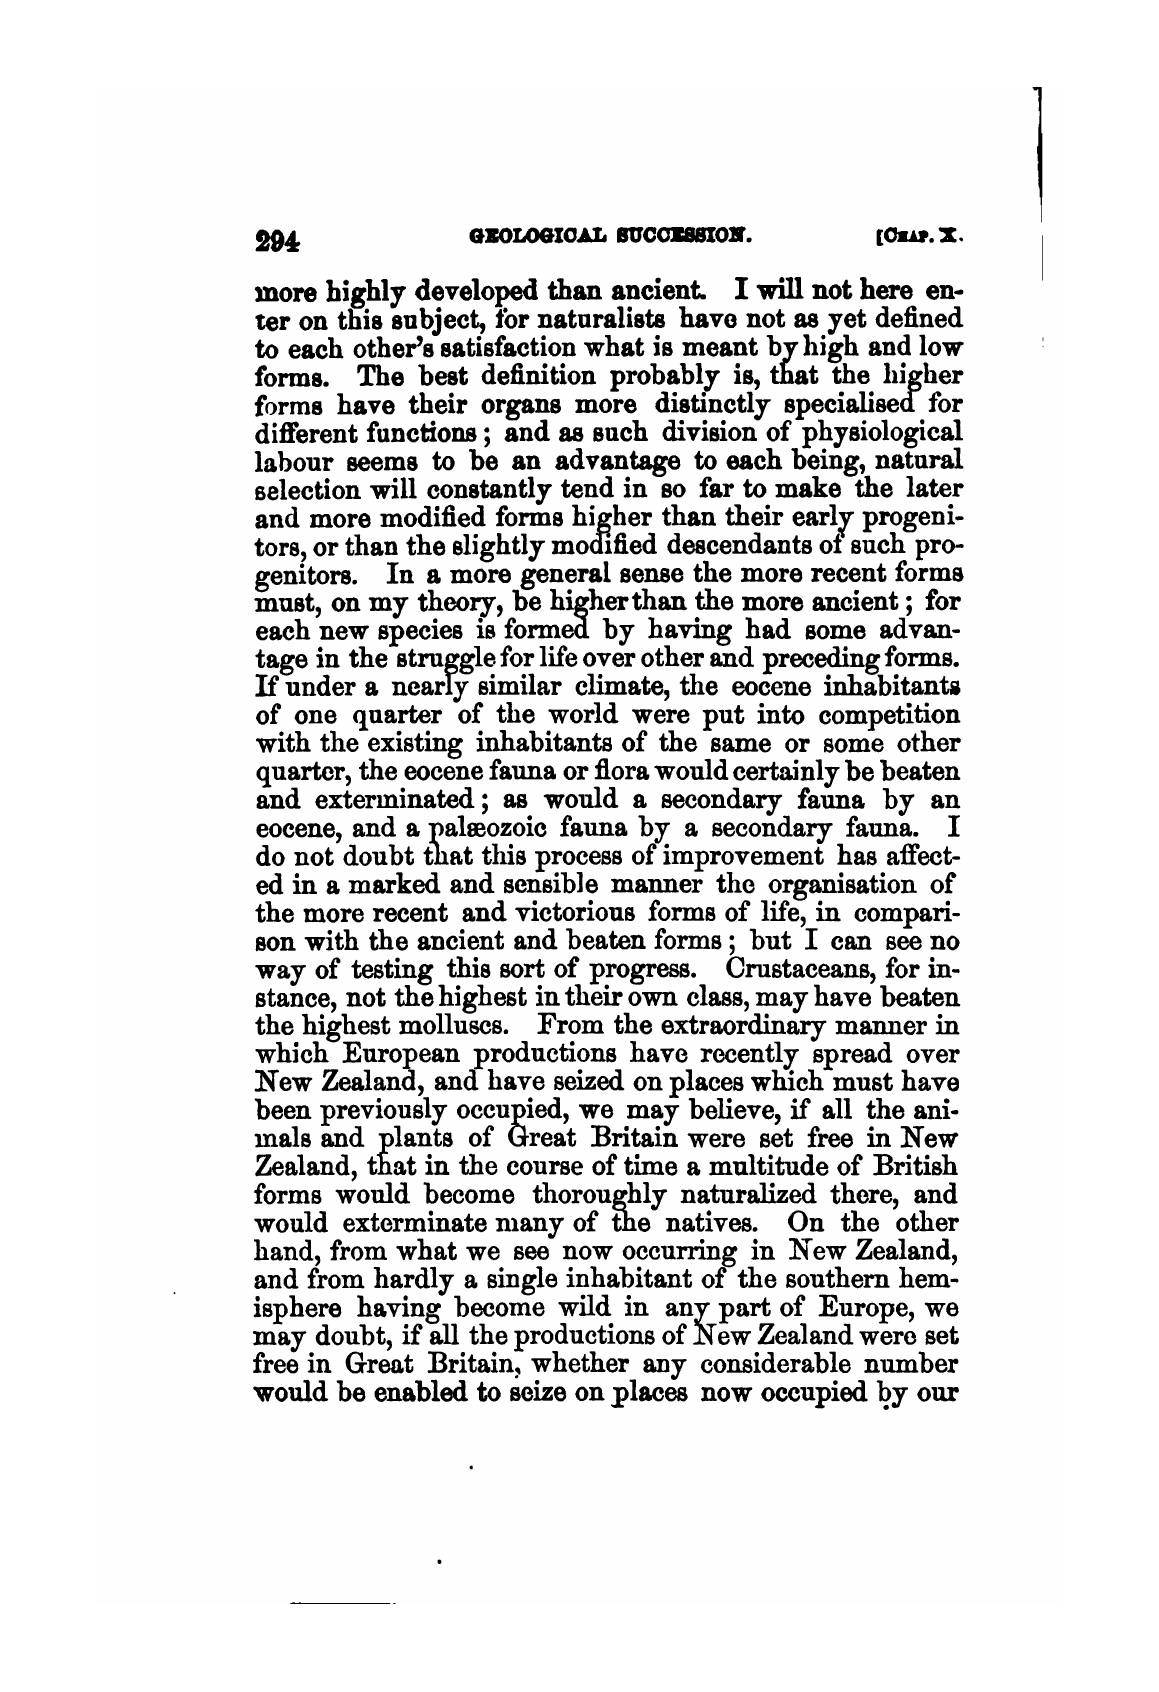 294 GEOLOGICAL SUCCESSION. [CHAP. X.
more highly developed than ancient. I will not here en-
ter on this subject, for naturalists have not as yet defined
to each other's satisfaction what is meant by high and low
forms. The best definition probably is, that the higher
forms have their organs more distinctly specialised for
different functions; and as such division of physiological
labour seems to be an advantage to each being, natural
selection will constantly tend in so far to make the later
and more modified forms higher than their early progeni-
tors, or than the slightly modified descendants of such pro-
genitors. In a more general sense the more recent forms
must, on my theory, be higher than the more ancient; for
each new species is formed by having had some advan-
tage in the struggle for life over other and preceding forms.
If under a nearly similar climate, the eocene inhabitants
of one quarter of the world were put into competition
with the existing inhabitants of the same or some other
quarter, the eocene fauna or flora would certainly be beaten
and exterminated; as would a secondary fauna by an
eocene, and a palæozoic fauna by a secondary fauna. I
do not doubt that this process of improvement has affect-
ed in a marked and sensible manner the organisation of
the more recent and victorious forms of life, in compari-
son with the ancient and beaten forms; but I can see no
way of testing this sort of progress. Crustaceans, for in-
stance, not the highest in their own class, may have beaten
the highest molluscs. From the extraordinary manner in
which European productions have recently spread over
New Zealand, and have seized on places which must have
been previously occupied, we may believe, if all the ani-
mals and plants of Great Britain were set free in New
Zealand, that in the course of time a multitude of British
forms would become thoroughly naturalized there, and
would exterminate many of the natives. On the other
hand, from what we see now occurring in New Zealand,
and from hardly a single inhabitant of the southern hem-
isphere having become wild in any part of Europe, we
may doubt, if all the productions of New Zealand were set
free in Great Britain, whether any considerable number
would be enabled to seize on places now occupied by our